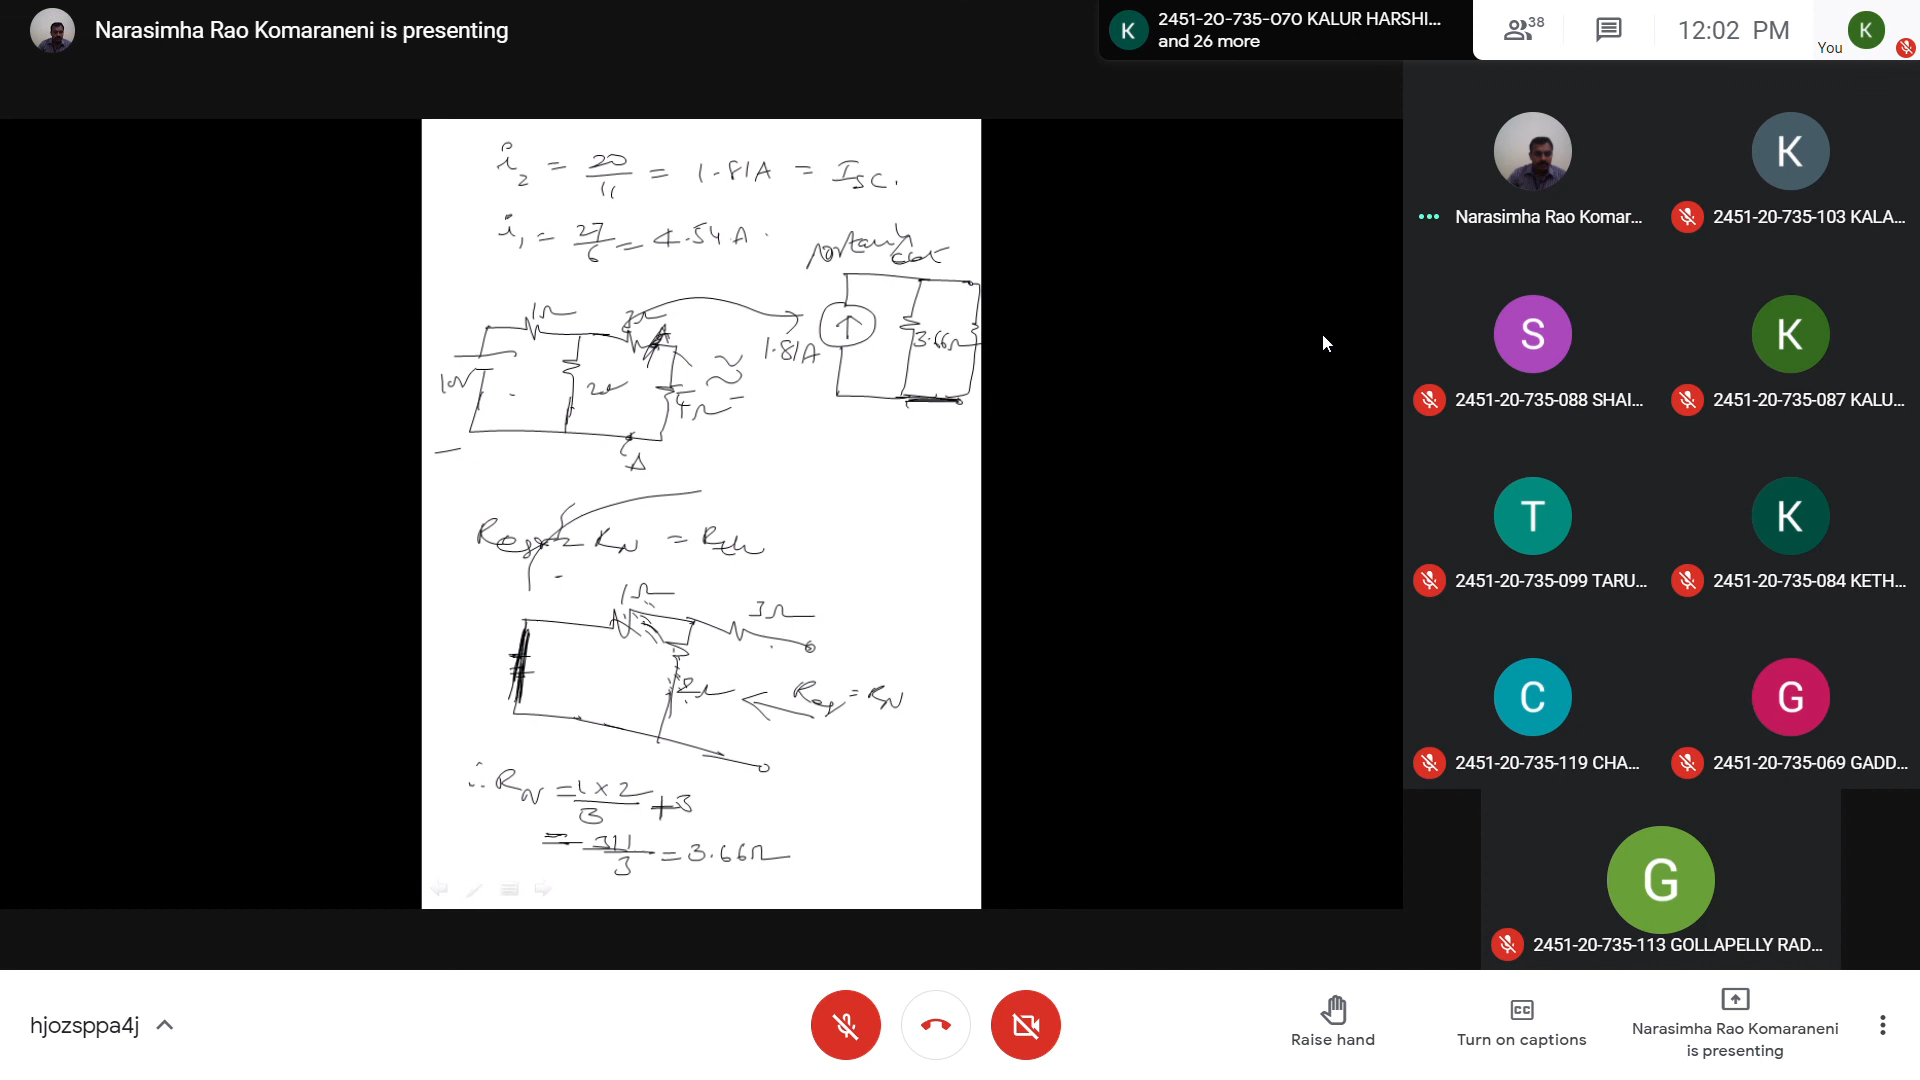 Narasimha Rao Komaraneni is presenting
2451-20-735-070 KALUR HARSHI...
and 26 more
38
12:02 PM
You
K
K
i₂ = 20/11 = 1.81A = Isc.
i₁ = 27/6 = 4.54 A.
1Ω
3Ω
10V
2Ω
4Ω
A
1.81A
3.66Ω
= RN = Rth
1Ω
3Ω
2Ω
Req = RN
∴ RN = 1 × 2/3 + 3
= 11/3 = 3.66Ω
Narasimha Rao Komar...
K
2451-20-735-103 KALA...
S
2451-20-735-088 SHAI...
K
2451-20-735-087 KALU...
T
2451-20-735-099 TARU...
K
2451-20-735-084 KETH...
C
2451-20-735-119 CHA...
G
2451-20-735-069 GADD...
G
2451-20-735-113 GOLLAPELLY RAD...
hjozsppa4j
Raise hand
CC
Turn on captions
Narasimha Rao Komaraneni
is presenting